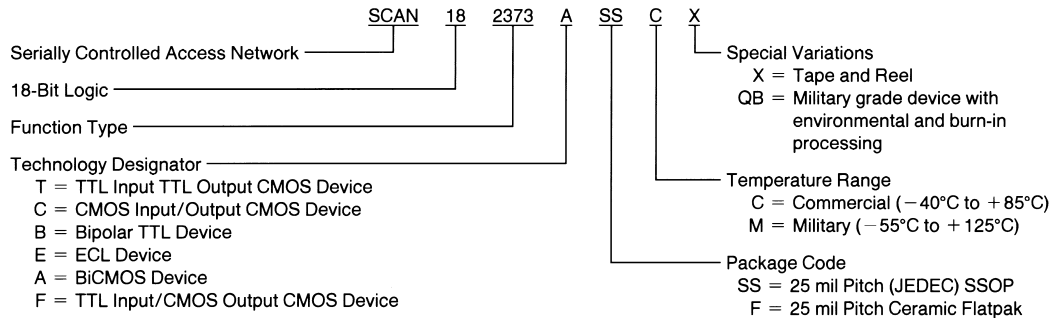 SCAN 18 2373 A SS C X
Serially Controlled Access Network
18-Bit Logic
Function Type
Technology Designator
T = TTL Input TTL Output CMOS Device
C = CMOS Input/Output CMOS Device
B = Bipolar TTL Device
E = ECL Device
A = BiCMOS Device
F = TTL Input/CMOS Output CMOS Device
Special Variations
X = Tape and Reel
QB = Military grade device with
environmental and burn-in
processing
Temperature Range
C = Commercial (−40°C to +85°C)
M = Military (−55°C to +125°C)
Package Code
SS = 25 mil Pitch (JEDEC) SSOP
F = 25 mil Pitch Ceramic Flatpak